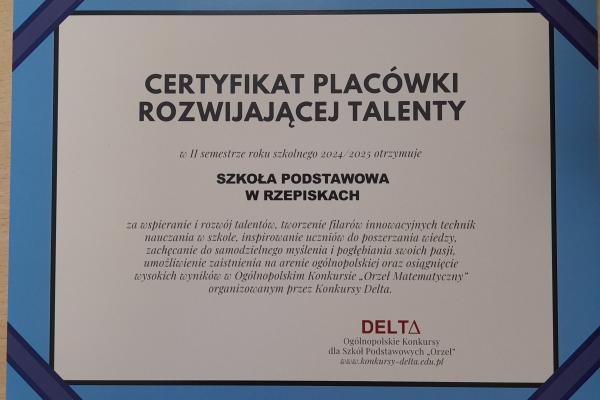 CERTYFIKAT PLACÓWKI
ROZWIJAJĄCEJ TALENTY
w II semestrze roku szkolnego 2024/2025 otrzymuje
SZKOŁA PODSTAWOWA
W RZEPISKACH
za wspieranie i rozwój talentów, tworzenie filarów innowacyjnych technik
nauczania w szkole, inspirowanie uczniów do poszerzania wiedzy,
zachęcanie do samodzielnego myślenia i pogłębiania swoich pasji,
umożliwienie zaistnienia na arenie ogólnopolskiej oraz osiągnięcie
wysokich wyników w Ogólnopolskim Konkursie „Orzeł Matematyczny”
organizowanym przez Konkursy Delta.
DELTA
Ogólnopolskie Konkursy
dla Szkół Podstawowych „Orzeł”
www.konkursy-delta.edu.pl